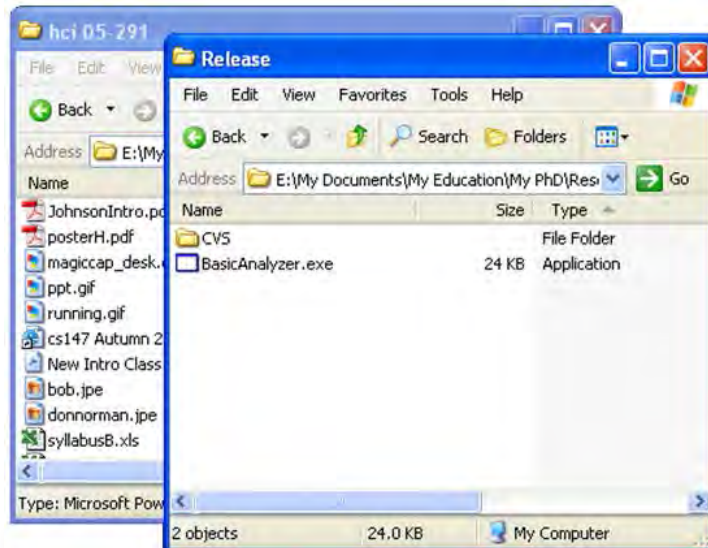 hci 05-291
File Edit View
Back
Address E:\My
Name
JohnsonIntro.pd
posterH.pdf
magiccap_desk.
ppt.gif
running.gif
cs147 Autumn 2
New Intro Class
bob.jpe
donnorman.jpe
syllabusB.xls
Type: Microsoft Pow
Release
File Edit View Favorites Tools Help
Back Search Folders
Address E:\My Documents\My Education\My PhD\Rese Go
Name Size Type
CVS File Folder
BasicAnalyzer.exe 24 KB Application
2 objects 24.0 KB My Computer